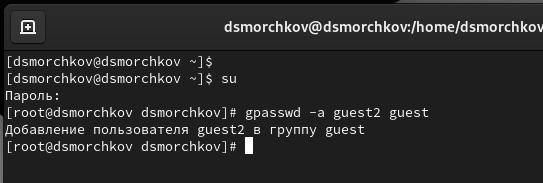 dsmorchkov@dsmorchkov:/home/dsmorchkov
[dsmorchkov@dsmorchkov ~]$
[dsmorchkov@dsmorchkov ~]$ su
Пароль:
[root@dsmorchkov dsmorchkov]# gpasswd -a guest2 guest
Добавление пользователя guest2 в группу guest
[root@dsmorchkov dsmorchkov]#